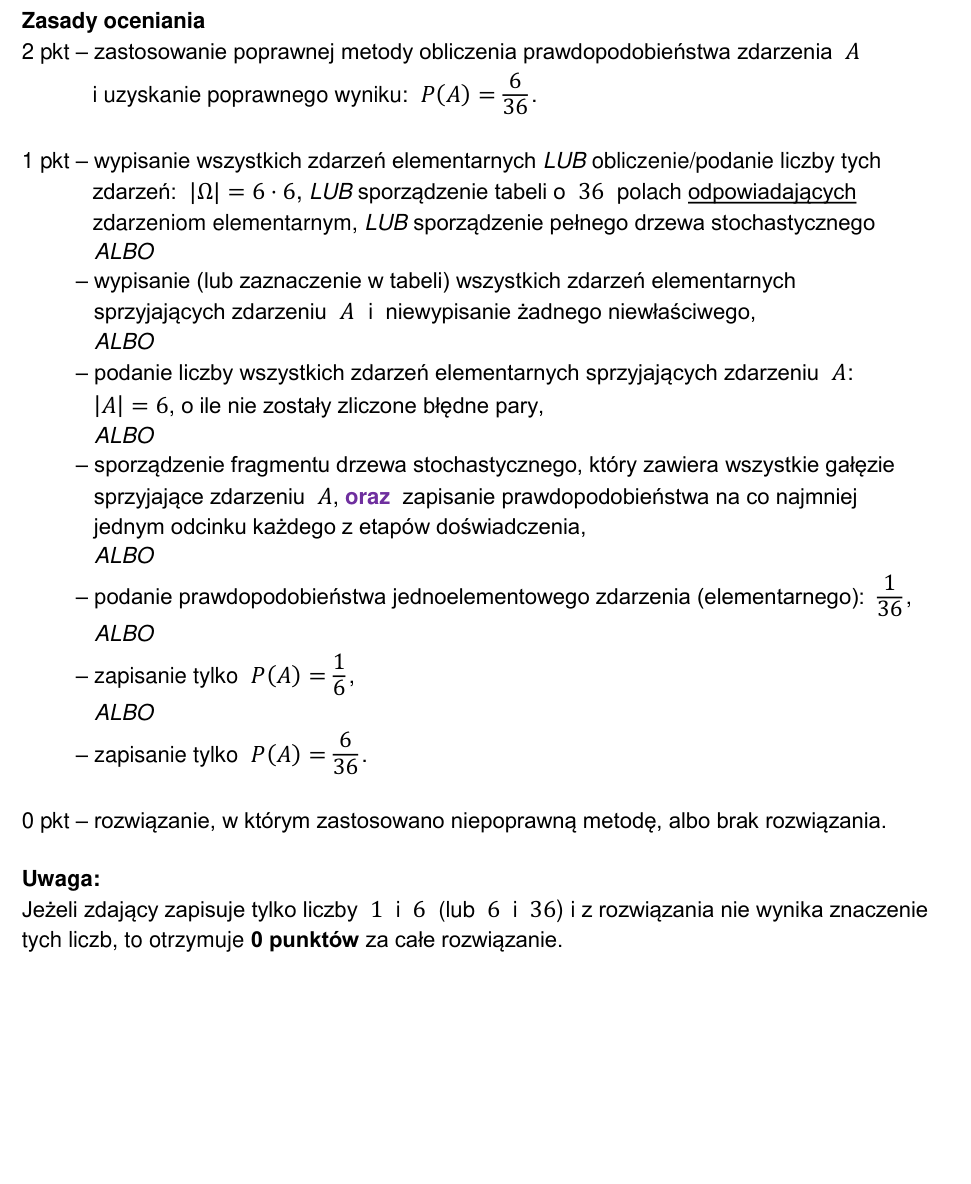 Zasady oceniania
2 pkt – zastosowanie poprawnej metody obliczenia prawdopodobieństwa zdarzenia A
i uzyskanie poprawnego wyniku: P(A) = 6/36.
1 pkt – wypisanie wszystkich zdarzeń elementarnych LUB obliczenie/podanie liczby tych
zdarzeń: |Ω| = 6 · 6, LUB sporządzenie tabeli o 36 polach odpowiadających
zdarzeniom elementarnym, LUB sporządzenie pełnego drzewa stochastycznego
ALBO
– wypisanie (lub zaznaczenie w tabeli) wszystkich zdarzeń elementarnych
sprzyjających zdarzeniu A i niewypisanie żadnego niewłaściwego,
ALBO
– podanie liczby wszystkich zdarzeń elementarnych sprzyjających zdarzeniu A:
|A| = 6, o ile nie zostały zliczone błędne pary,
ALBO
– sporządzenie fragmentu drzewa stochastycznego, który zawiera wszystkie gałęzie
sprzyjające zdarzeniu A, oraz zapisanie prawdopodobieństwa na co najmniej
jednym odcinku każdego z etapów doświadczenia,
ALBO
– podanie prawdopodobieństwa jednoelementowego zdarzenia (elementarnego): 1/36,
ALBO
– zapisanie tylko P(A) = 1/6,
ALBO
– zapisanie tylko P(A) = 6/36.
0 pkt – rozwiązanie, w którym zastosowano niepoprawną metodę, albo brak rozwiązania.
Uwaga:
Jeżeli zdający zapisuje tylko liczby 1 i 6 (lub 6 i 36) i z rozwiązania nie wynika znaczenie
tych liczb, to otrzymuje 0 punktów za całe rozwiązanie.